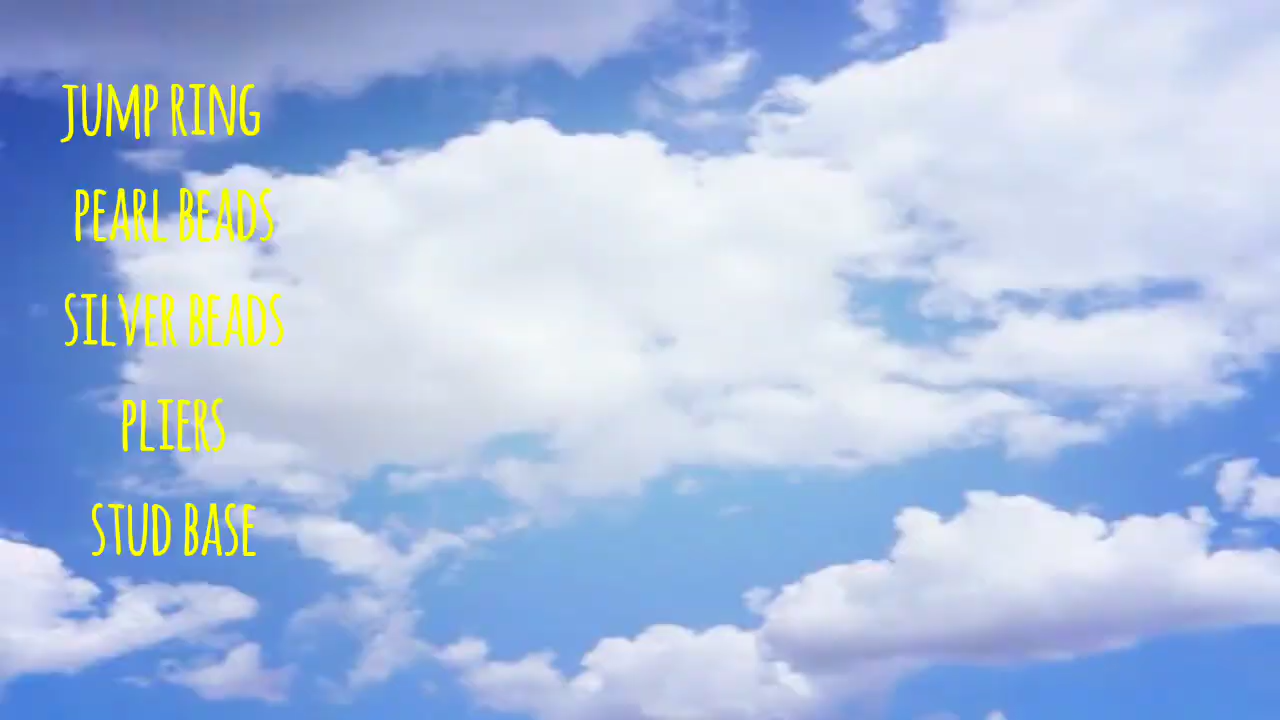 JUMP RING
PEARL BEADS
SILVER BEADS
PLIERS
STUD BASE